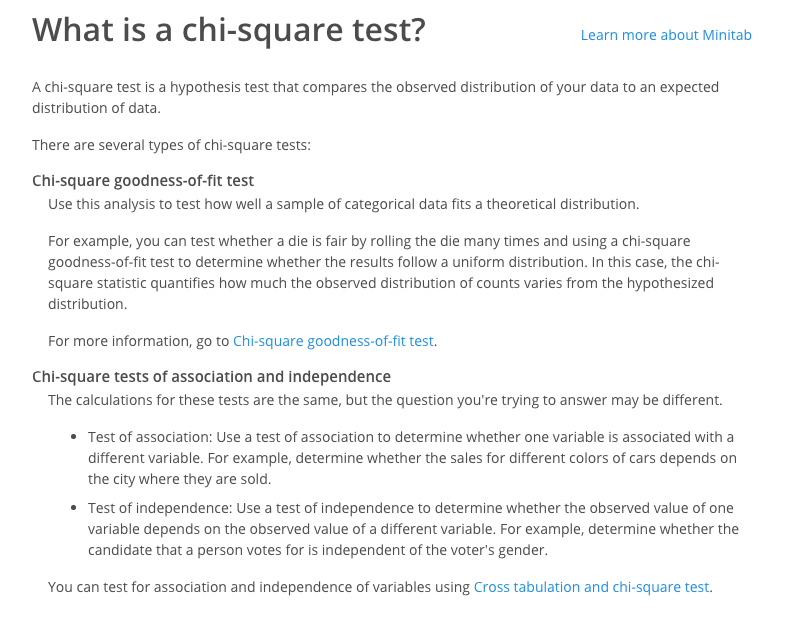 What is a chi-square test?
Learn more about Minitab
A chi-square test is a hypothesis test that compares the observed distribution of your data to an expected
distribution of data.
There are several types of chi-square tests:
Chi-square goodness-of-fit test
Use this analysis to test how well a sample of categorical data fits a theoretical distribution.
For example, you can test whether a die is fair by rolling the die many times and using a chi-square
goodness-of-fit test to determine whether the results follow a uniform distribution. In this case, the chi-
square statistic quantifies how much the observed distribution of counts varies from the hypothesized
distribution.
For more information, go to Chi-square goodness-of-fit test.
Chi-square tests of association and independence
The calculations for these tests are the same, but the question you're trying to answer may be different.
• Test of association: Use a test of association to determine whether one variable is associated with a
different variable. For example, determine whether the sales for different colors of cars depends on
the city where they are sold.
• Test of independence: Use a test of independence to determine whether the observed value of one
variable depends on the observed value of a different variable. For example, determine whether the
candidate that a person votes for is independent of the voter's gender.
You can test for association and independence of variables using Cross tabulation and chi-square test.